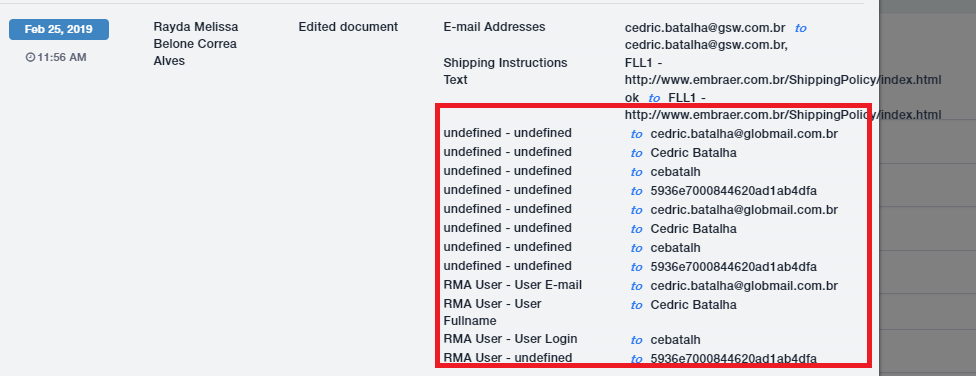 Feb 25, 2019
11:56 AM
Rayda Melissa
Belone Correa
Alves
Edited document
E-mail Addresses
cedric.batalha@gsw.com.br to
cedric.batalha@gsw.com.br,
Shipping Instructions
Text
FLL1 -
http://www.embraer.com.br/ShippingPolicy/index.html
ok to FLL1 -
http://www.embraer.com.br/ShippingPolicy/index.html
undefined - undefined to cedric.batalha@globmail.com.br
undefined - undefined to Cedric Batalha
undefined - undefined to cebatalh
undefined - undefined to 5936e7000844620ad1ab4dfa
undefined - undefined to cedric.batalha@globmail.com.br
undefined - undefined to Cedric Batalha
undefined - undefined to cebatalh
undefined - undefined to 5936e7000844620ad1ab4dfa
RMA User - User E-mail to cedric.batalha@globmail.com.br
RMA User - User to Cedric Batalha
Fullname
RMA User - User Login to cebatalh
RMA User - undefined to 5936e7000844620ad1ab4dfa